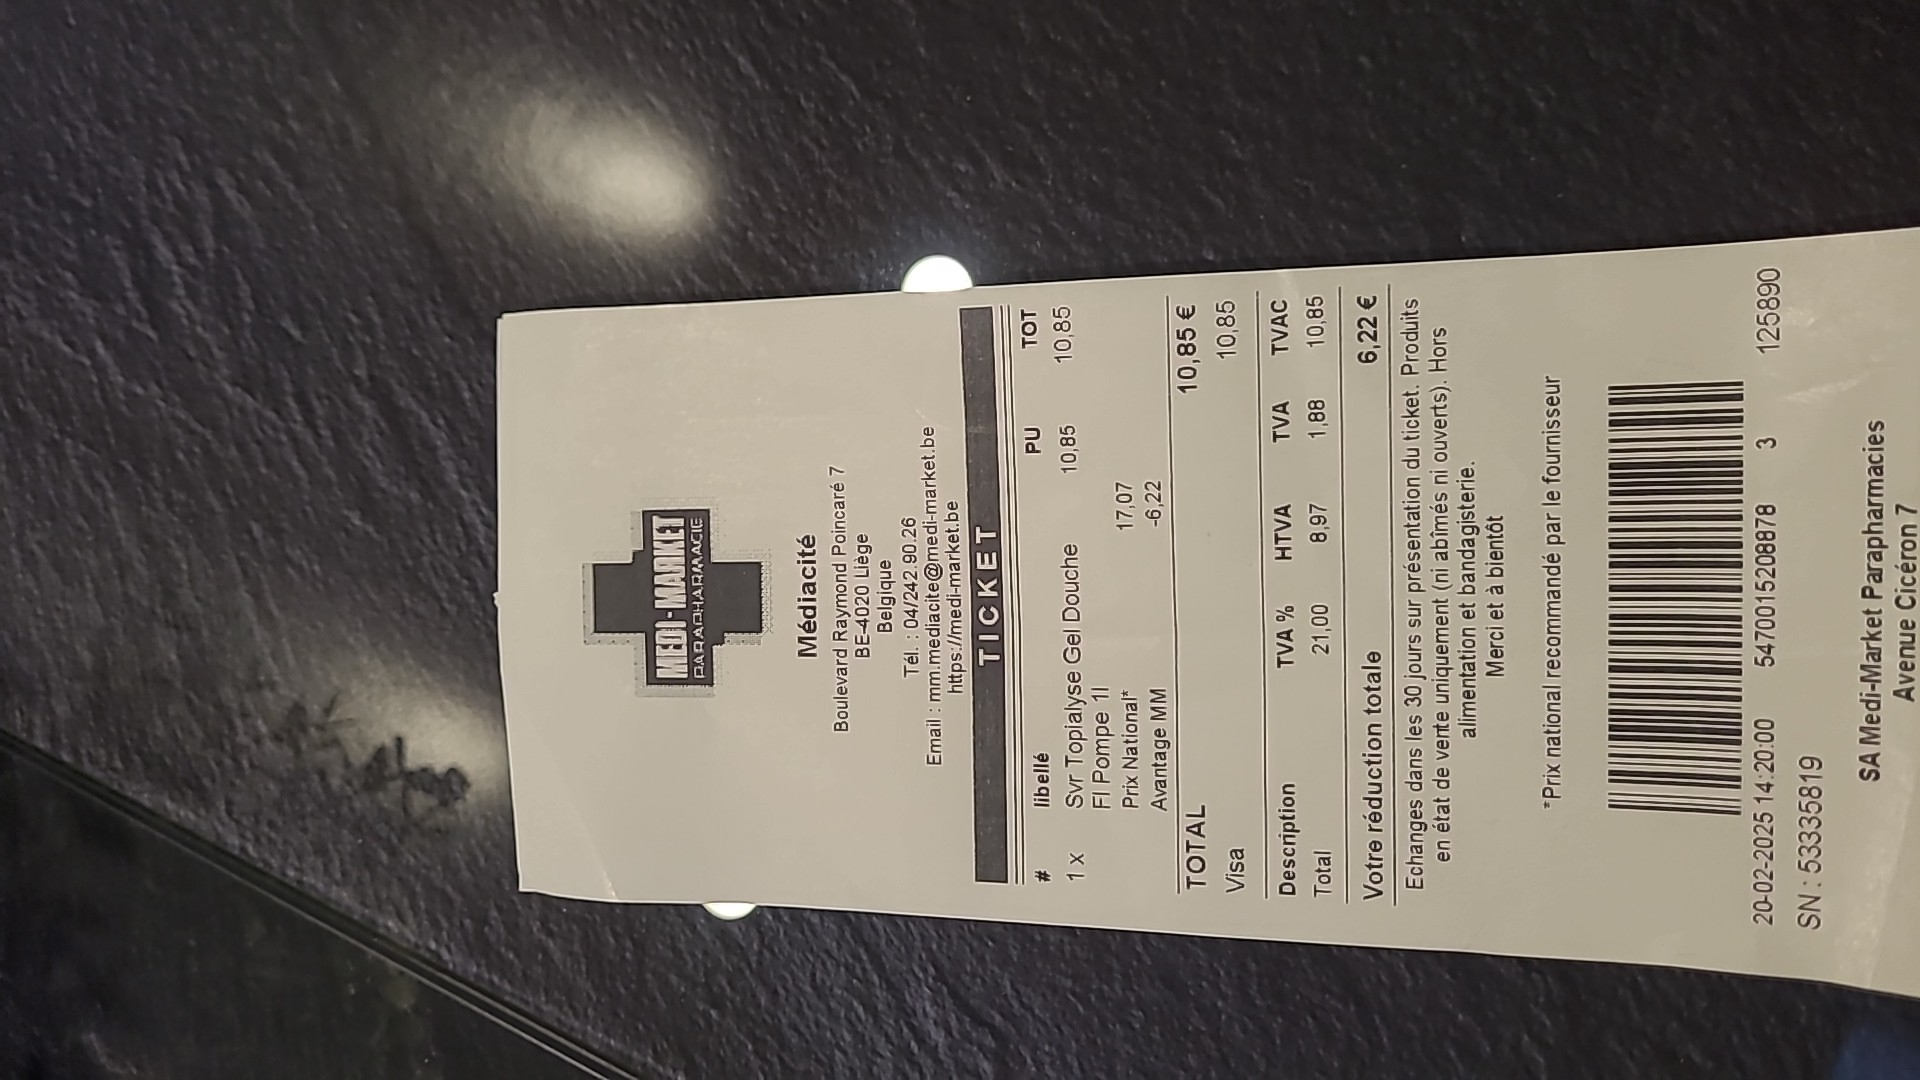 MEDI-MARKET
PARAPHARMACIE
Médiacité
Boulevard Raymond Poincaré 7
BE-4020 Liège
Belgique
Tél. : 04/242.90.26
Email : mm.mediacite@medi-market.be
https://medi-market.be
TICKET
# libellé PU TOT
1 x Svr Topialyse Gel Douche 10,85 10,85
Fl Pompe 1l
Prix National* 17,07
Avantage MM -6,22
TOTAL 10,85 €
Visa 10,85
Description TVA % HTVA TVA TVAC
Total 21,00 8,97 1,88 10,85
Votre réduction totale 6,22 €
Echanges dans les 30 jours sur présentation du ticket. Produits
en état de vente uniquement (ni abîmés ni ouverts). Hors
alimentation et bandagisterie.
Merci et à bientôt
*Prix national recommandé par le fournisseur
20-02-2025 14:20:00 5470015208878 3 125890
SN : 53335819
SA Medi-Market Parapharmacies
Avenue Cicéron 7